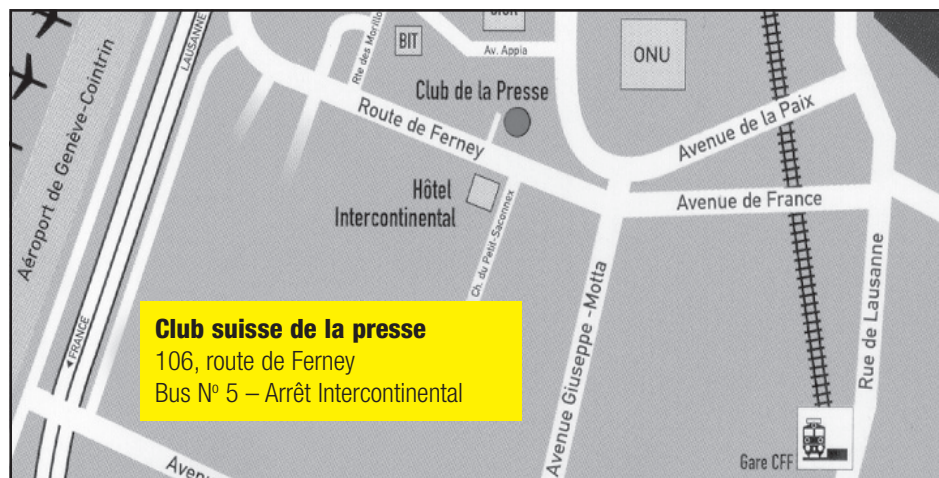 LAUSANNE
Aéroport de Genève-Cointrin
FRANCE
Rte des Morillo
BIT
Av. Appia
ONU
Club de la Presse
Route de Ferney
Avenue de la Paix
Hôtel
Intercontinental
Avenue de France
Ch. du Petit-Saconnex
Avenue Giuseppe -Motta
Rue de Lausanne
Club suisse de la presse
106, route de Ferney
Bus Nº 5 – Arrêt Intercontinental
Gare CFF
Aven